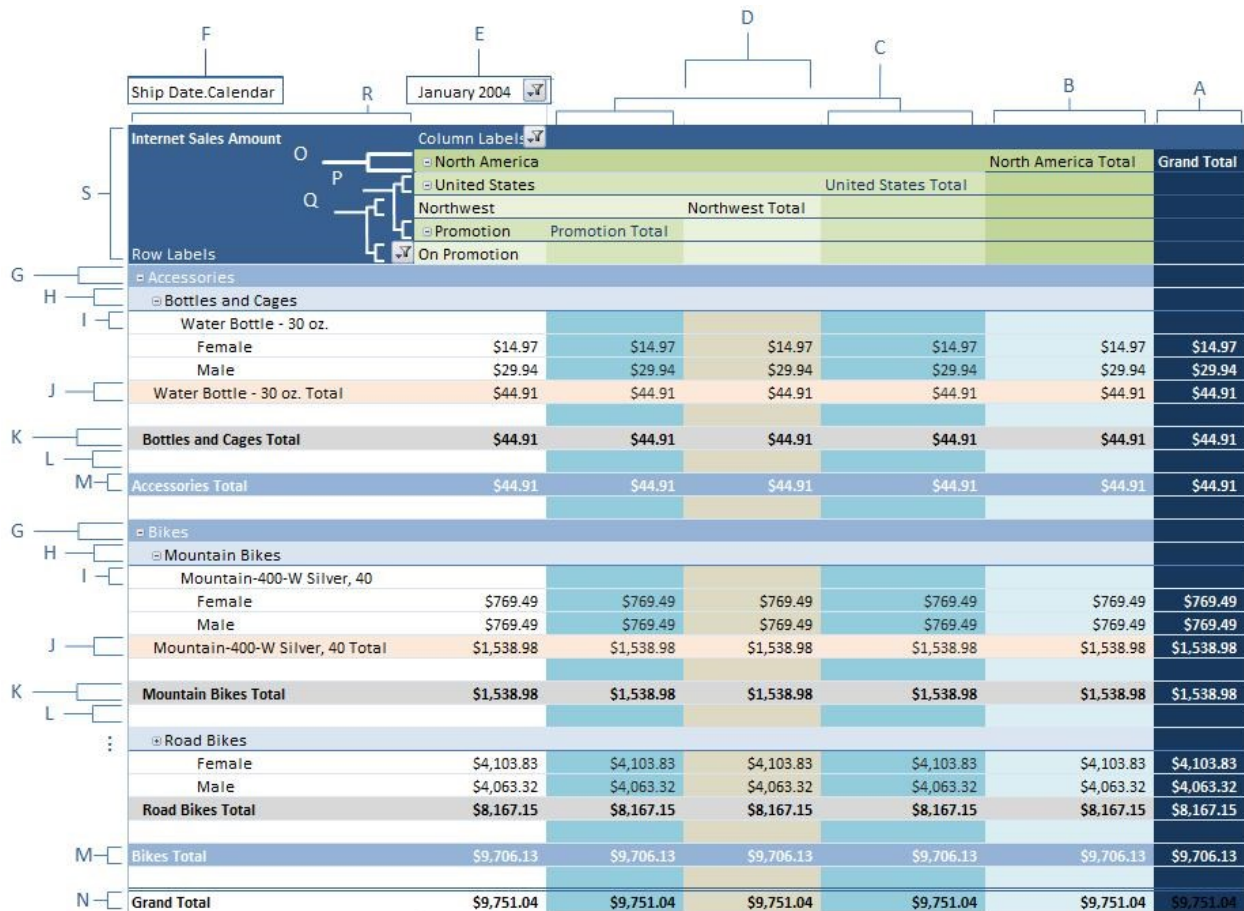 D
F E
C
Ship Date.Calendar January 2004
R B A
Internet Sales Amount Column Labels
O North America North America Total Grand Total
P United States United States Total
S
Q Northwest Northwest Total
Promotion Promotion Total
Row Labels On Promotion
G Accessories
H Bottles and Cages
I Water Bottle - 30 oz.
Female $14.97 $14.97 $14.97 $14.97 $14.97 $14.97
Male $29.94 $29.94 $29.94 $29.94 $29.94 $29.94
J Water Bottle - 30 oz. Total $44.91 $44.91 $44.91 $44.91 $44.91 $44.91
K Bottles and Cages Total $44.91 $44.91 $44.91 $44.91 $44.91 $44.91
L
M Accessories Total $44.91 $44.91 $44.91 $44.91 $44.91 $44.91
G Bikes
H Mountain Bikes
I Mountain-400-W Silver, 40
Female $769.49 $769.49 $769.49 $769.49 $769.49 $769.49
Male $769.49 $769.49 $769.49 $769.49 $769.49 $769.49
J Mountain-400-W Silver, 40 Total $1,538.98 $1,538.98 $1,538.98 $1,538.98 $1,538.98 $1,538.98
K Mountain Bikes Total $1,538.98 $1,538.98 $1,538.98 $1,538.98 $1,538.98 $1,538.98
L
⋮ Road Bikes
Female $4,103.83 $4,103.83 $4,103.83 $4,103.83 $4,103.83 $4,103.83
Male $4,063.32 $4,063.32 $4,063.32 $4,063.32 $4,063.32 $4,063.32
Road Bikes Total $8,167.15 $8,167.15 $8,167.15 $8,167.15 $8,167.15 $8,167.15
M Bikes Total $9,706.13 $9,706.13 $9,706.13 $9,706.13 $9,706.13 $9,706.13
N Grand Total $9,751.04 $9,751.04 $9,751.04 $9,751.04 $9,751.04 $9,751.04